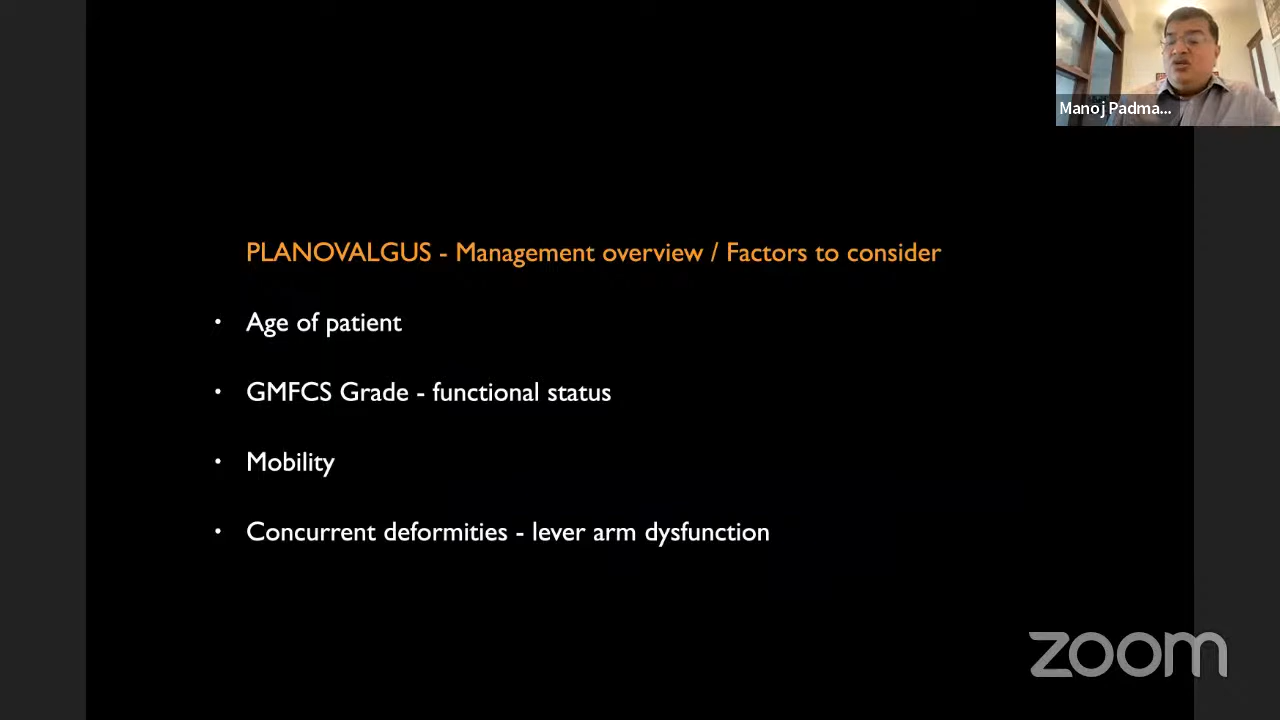 Manoj Padma...
PLANOVALGUS - Management overview / Factors to consider
• Age of patient
• GMFCS Grade - functional status
• Mobility
• Concurrent deformities - lever arm dysfunction
zoom